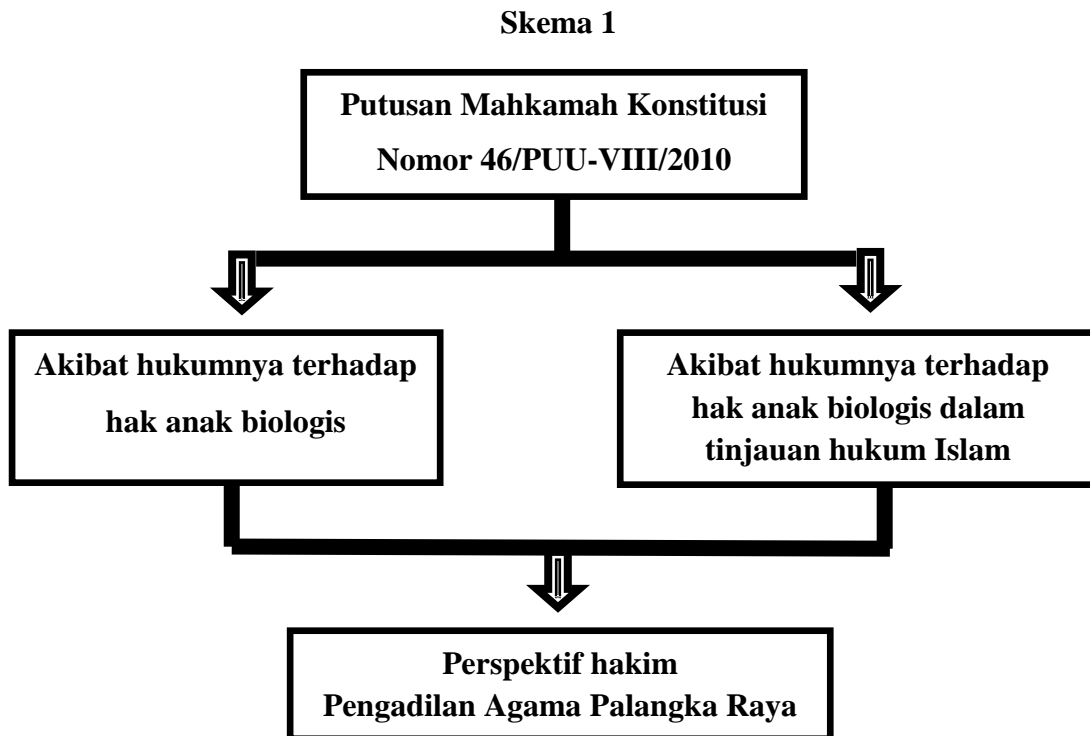 Skema 1
Putusan Mahkamah Konstitusi
Nomor 46/PUU-VIII/2010
Akibat hukumnya terhadap
hak anak biologis
Akibat hukumnya terhadap
hak anak biologis dalam
tinjauan hukum Islam
Perspektif hakim
Pengadilan Agama Palangka Raya